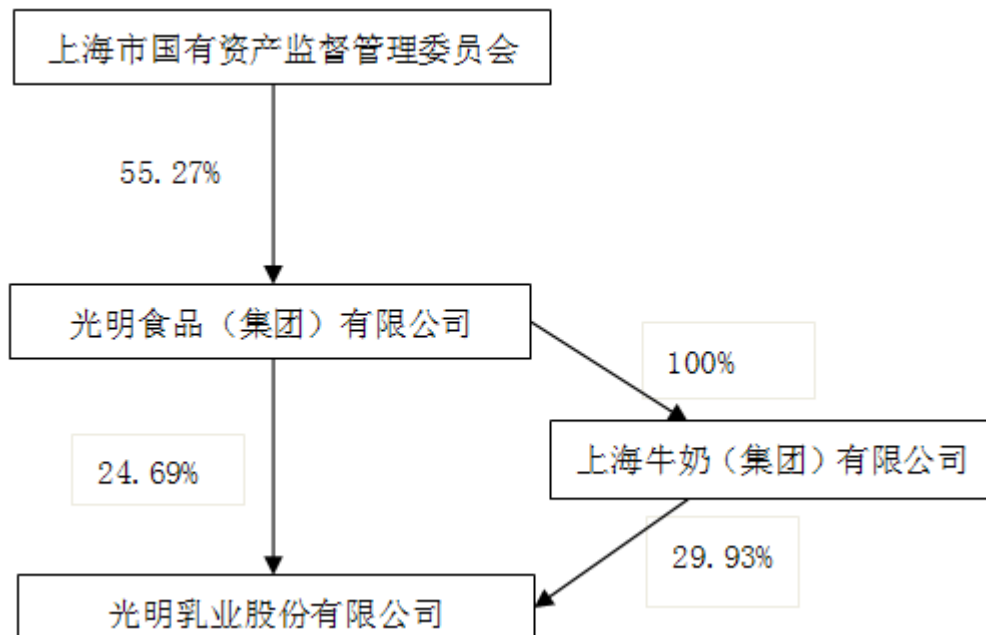 上海市国有资产监督管理委员会
55.27%
光明食品（集团）有限公司
100%
24.69%
上海牛奶（集团）有限公司
29.93%
光明乳业股份有限公司